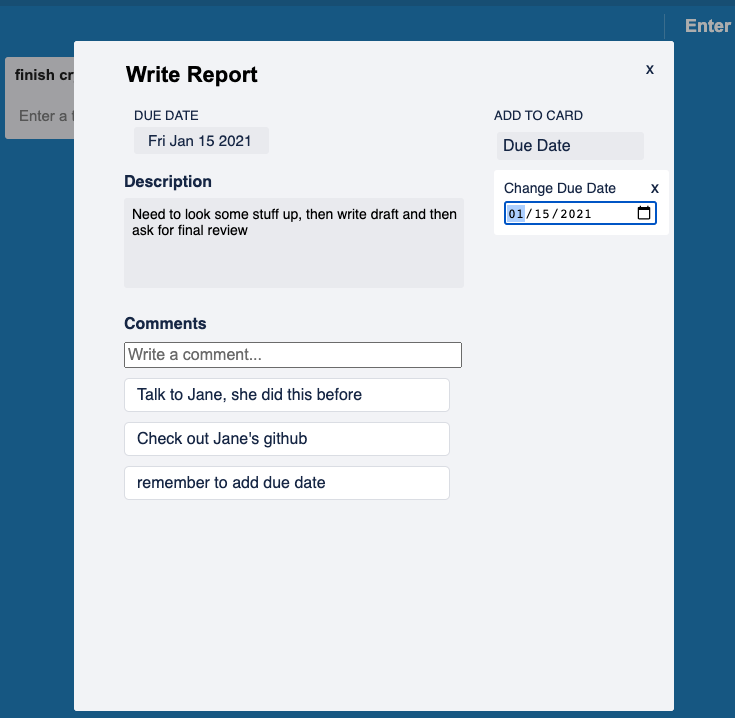 Enter
finish cr
Enter a t
Write Report
x
DUE DATE
Fri Jan 15 2021
Description
Need to look some stuff up, then write draft and then
ask for final review
Comments
Write a comment...
Talk to Jane, she did this before
Check out Jane's github
remember to add due date
ADD TO CARD
Due Date
Change Due Date x
01/15/2021